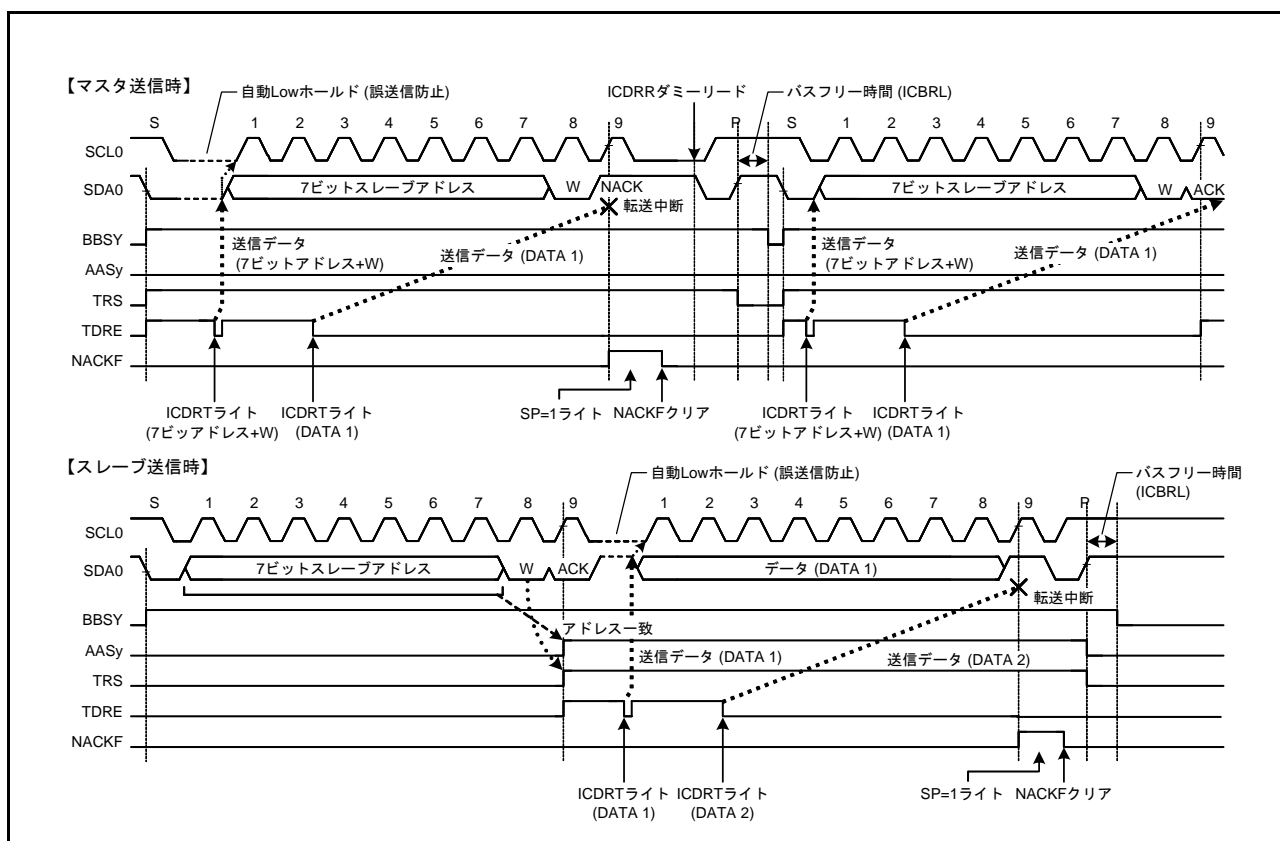 【マスタ送信時】
自動Lowホールド (誤送信防止)
ICDRRダミーリード
バスフリー時間 (ICBRL)
S 1 2 3 4 5 6 7 8 9 P S 1 2 3 4 5 6 7 8 9
SCL0
SDA0
7ビットスレーブアドレス
W
NACK
7ビットスレーブアドレス
W
ACK
転送中断
BBSY
送信データ
(7ビットアドレス+W)
送信データ (DATA 1)
送信データ
(7ビットアドレス+W)
送信データ (DATA 1)
AASy
TRS
TDRE
NACKF
ICDRTライト
(7ビッアドレス+W)
ICDRTライト
(DATA 1)
SP=1ライト
NACKFクリア
ICDRTライト
(7ビットアドレス+W)
ICDRTライト
(DATA 1)
【スレーブ送信時】
自動Lowホールド (誤送信防止)
バスフリー時間
(ICBRL)
S 1 2 3 4 5 6 7 8 9 1 2 3 4 5 6 7 8 9 P
SCL0
SDA0
7ビットスレーブアドレス
W
ACK
データ (DATA 1)
転送中断
BBSY
アドレス一致
AASy
送信データ (DATA 1)
送信データ (DATA 2)
TRS
TDRE
NACKF
ICDRTライト
(DATA 1)
ICDRTライト
(DATA 2)
SP=1ライト
NACKFクリア